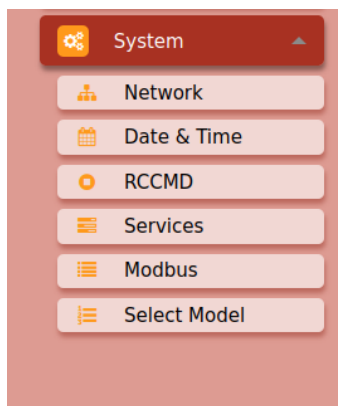 System
Network
Date & Time
RCCMD
Services
Modbus
Select Model